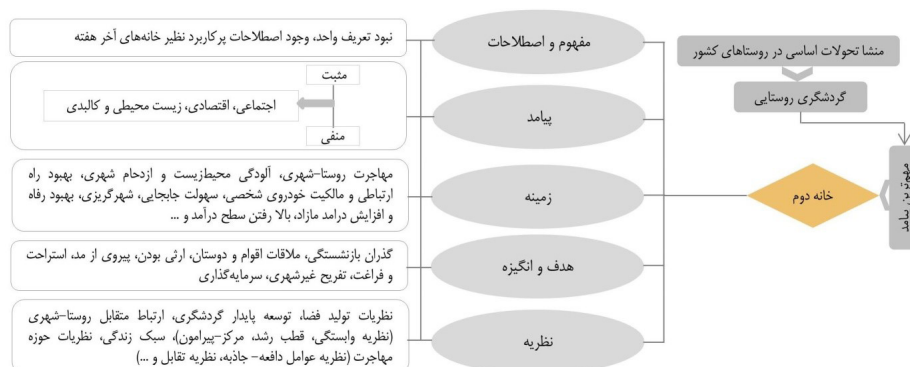 منشا تحولات اساسی در روستاهای کشور
گردشگری روستایی
مهم‌ترین پیامد
خانه دوم
مفهوم و اصطلاحات
نبود تعریف واحد، وجود اصطلاحات پرکاربرد نظیر خانه‌های آخر هفته
پیامد
مثبت
اجتماعی، اقتصادی، زیست محیطی و کالبدی
منفی
زمینه
مهاجرت روستا-شهری، آلودگی محیط‌زیست و ازدحام شهری، بهبود راه
ارتباطی و مالکیت خودروی شخصی، سهولت جابجایی، شهرگریزی، بهبود رفاه
و افزایش درامد مازاد، بالا رفتن سطح درآمد و ...
هدف و انگیزه
گذران بازنشستگی، ملاقات اقوام و دوستان، ارثی بودن، پیروی از مد، استراحت
و فراغت، تفریح غیرشهری، سرمایه‌گذاری
نظریه
نظریات تولید فضا، توسعه پایدار گردشگری، ارتباط متقابل روستا-شهری
(نظریه وابستگی، قطب رشد، مرکز-پیرامون)، سبک زندگی، نظریات حوزه
مهاجرت (نظریه عوامل دافعه- جاذبه، نظریه تقابل و ...)